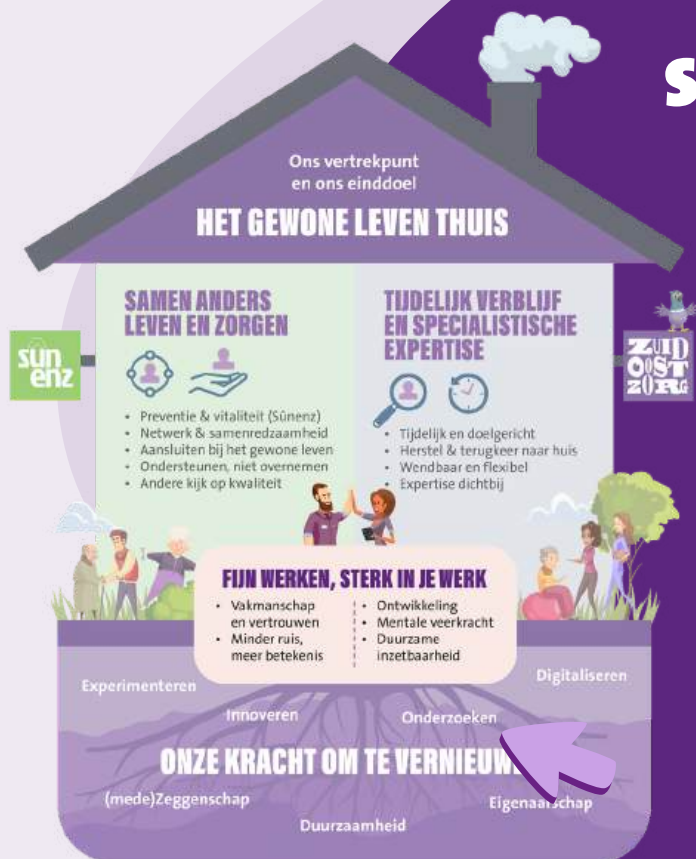 S
Ons vertrekpunt
en ons einddoel
HET GEWONE LEVEN THUIS
SAMEN ANDERS
LEVEN EN ZORGEN
• Preventie & vitaliteit (Sûnenz)
• Netwerk & samenredzaamheid
• Aansluiten bij het gewone leven
• Ondersteunen, niet overnemen
• Andere kijk op kwaliteit
TIJDELIJK VERBLIJF
EN SPECIALISTISCHE
EXPERTISE
• Tijdelijk en doelgericht
• Herstel & terugkeer naar huis
• Wendbaar en flexibel
• Expertise dichtbij
sûn
enz
ZUID
OOST
ZORG
FIJN WERKEN, STERK IN JE WERK
• Vakmanschap
en vertrouwen
• Minder ruis,
meer betekenis
• Ontwikkeling
• Mentale veerkracht
• Duurzame
inzetbaarheid
Experimenteren
Digitaliseren
Innoveren
Onderzoeken
ONZE KRACHT OM TE
(mede)Zeggenschap
Duurzaamheid